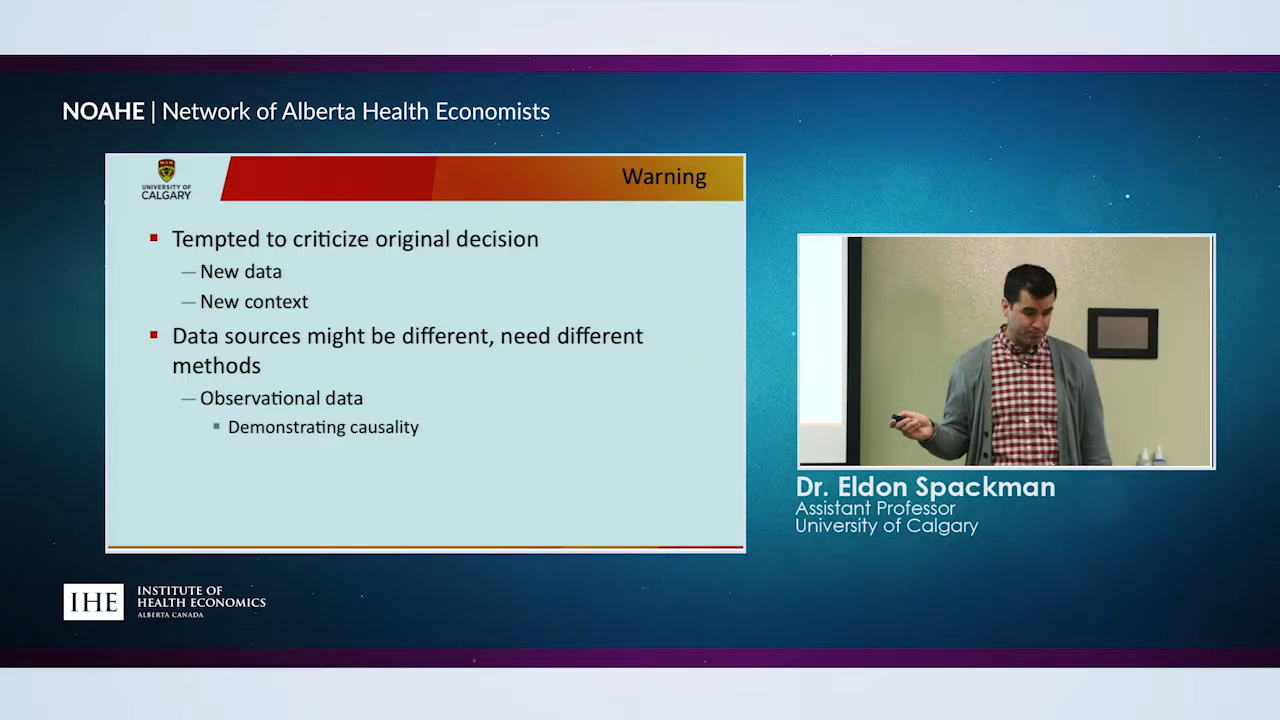 NOAHE | Network of Alberta Health Economists
UNIVERSITY OF
CALGARY
Warning
Tempted to criticize original decision
— New data
— New context
Data sources might be different, need different
methods
— Observational data
Demonstrating causality
Dr. Eldon Spackman
Assistant Professor
University of Calgary
IHE
INSTITUTE OF
HEALTH ECONOMICS
ALBERTA CANADA